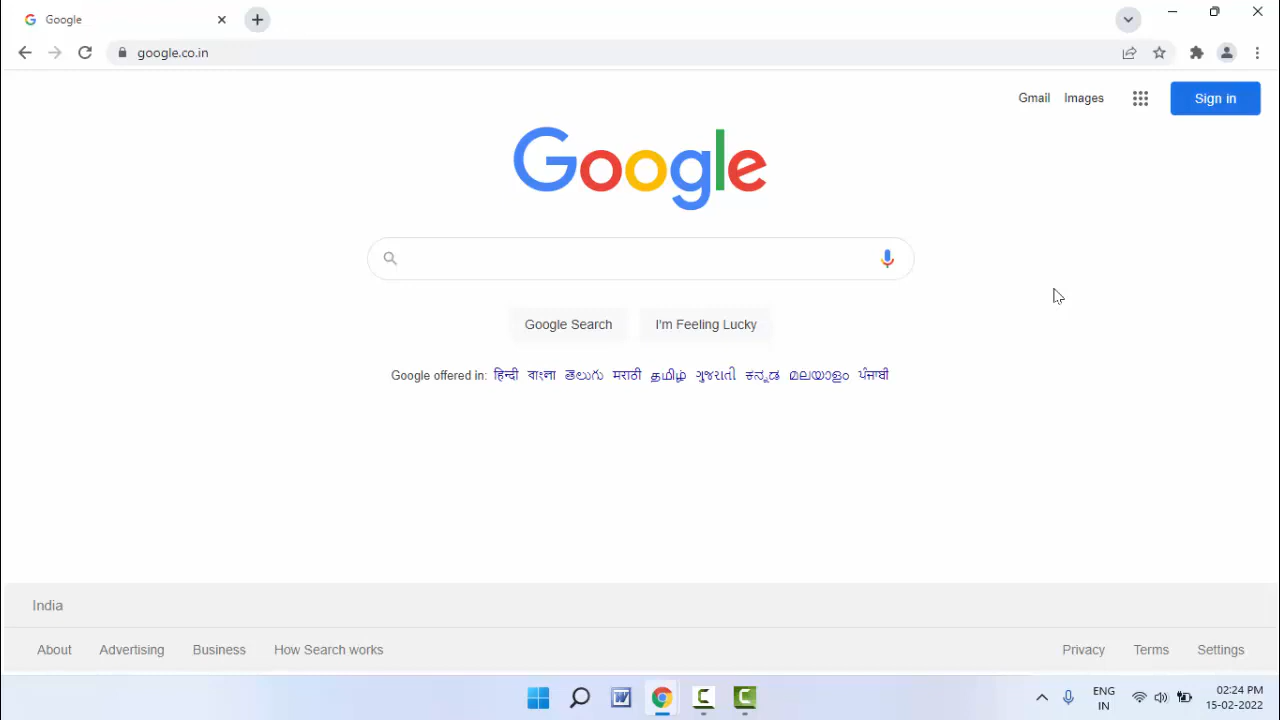 Google
google.co.in
Gmail Images Sign in
Google
Google Search I'm Feeling Lucky
Google offered in: हिन्दी বাংলা తెలుగు मराठी தமிழ் ગુજરાતી ಕನ್ನಡ മലയാളം ਪੰਜਾਬੀ
India
About Advertising Business How Search works Privacy Terms Settings
ENG 02:24 PM
IN 15-02-2022